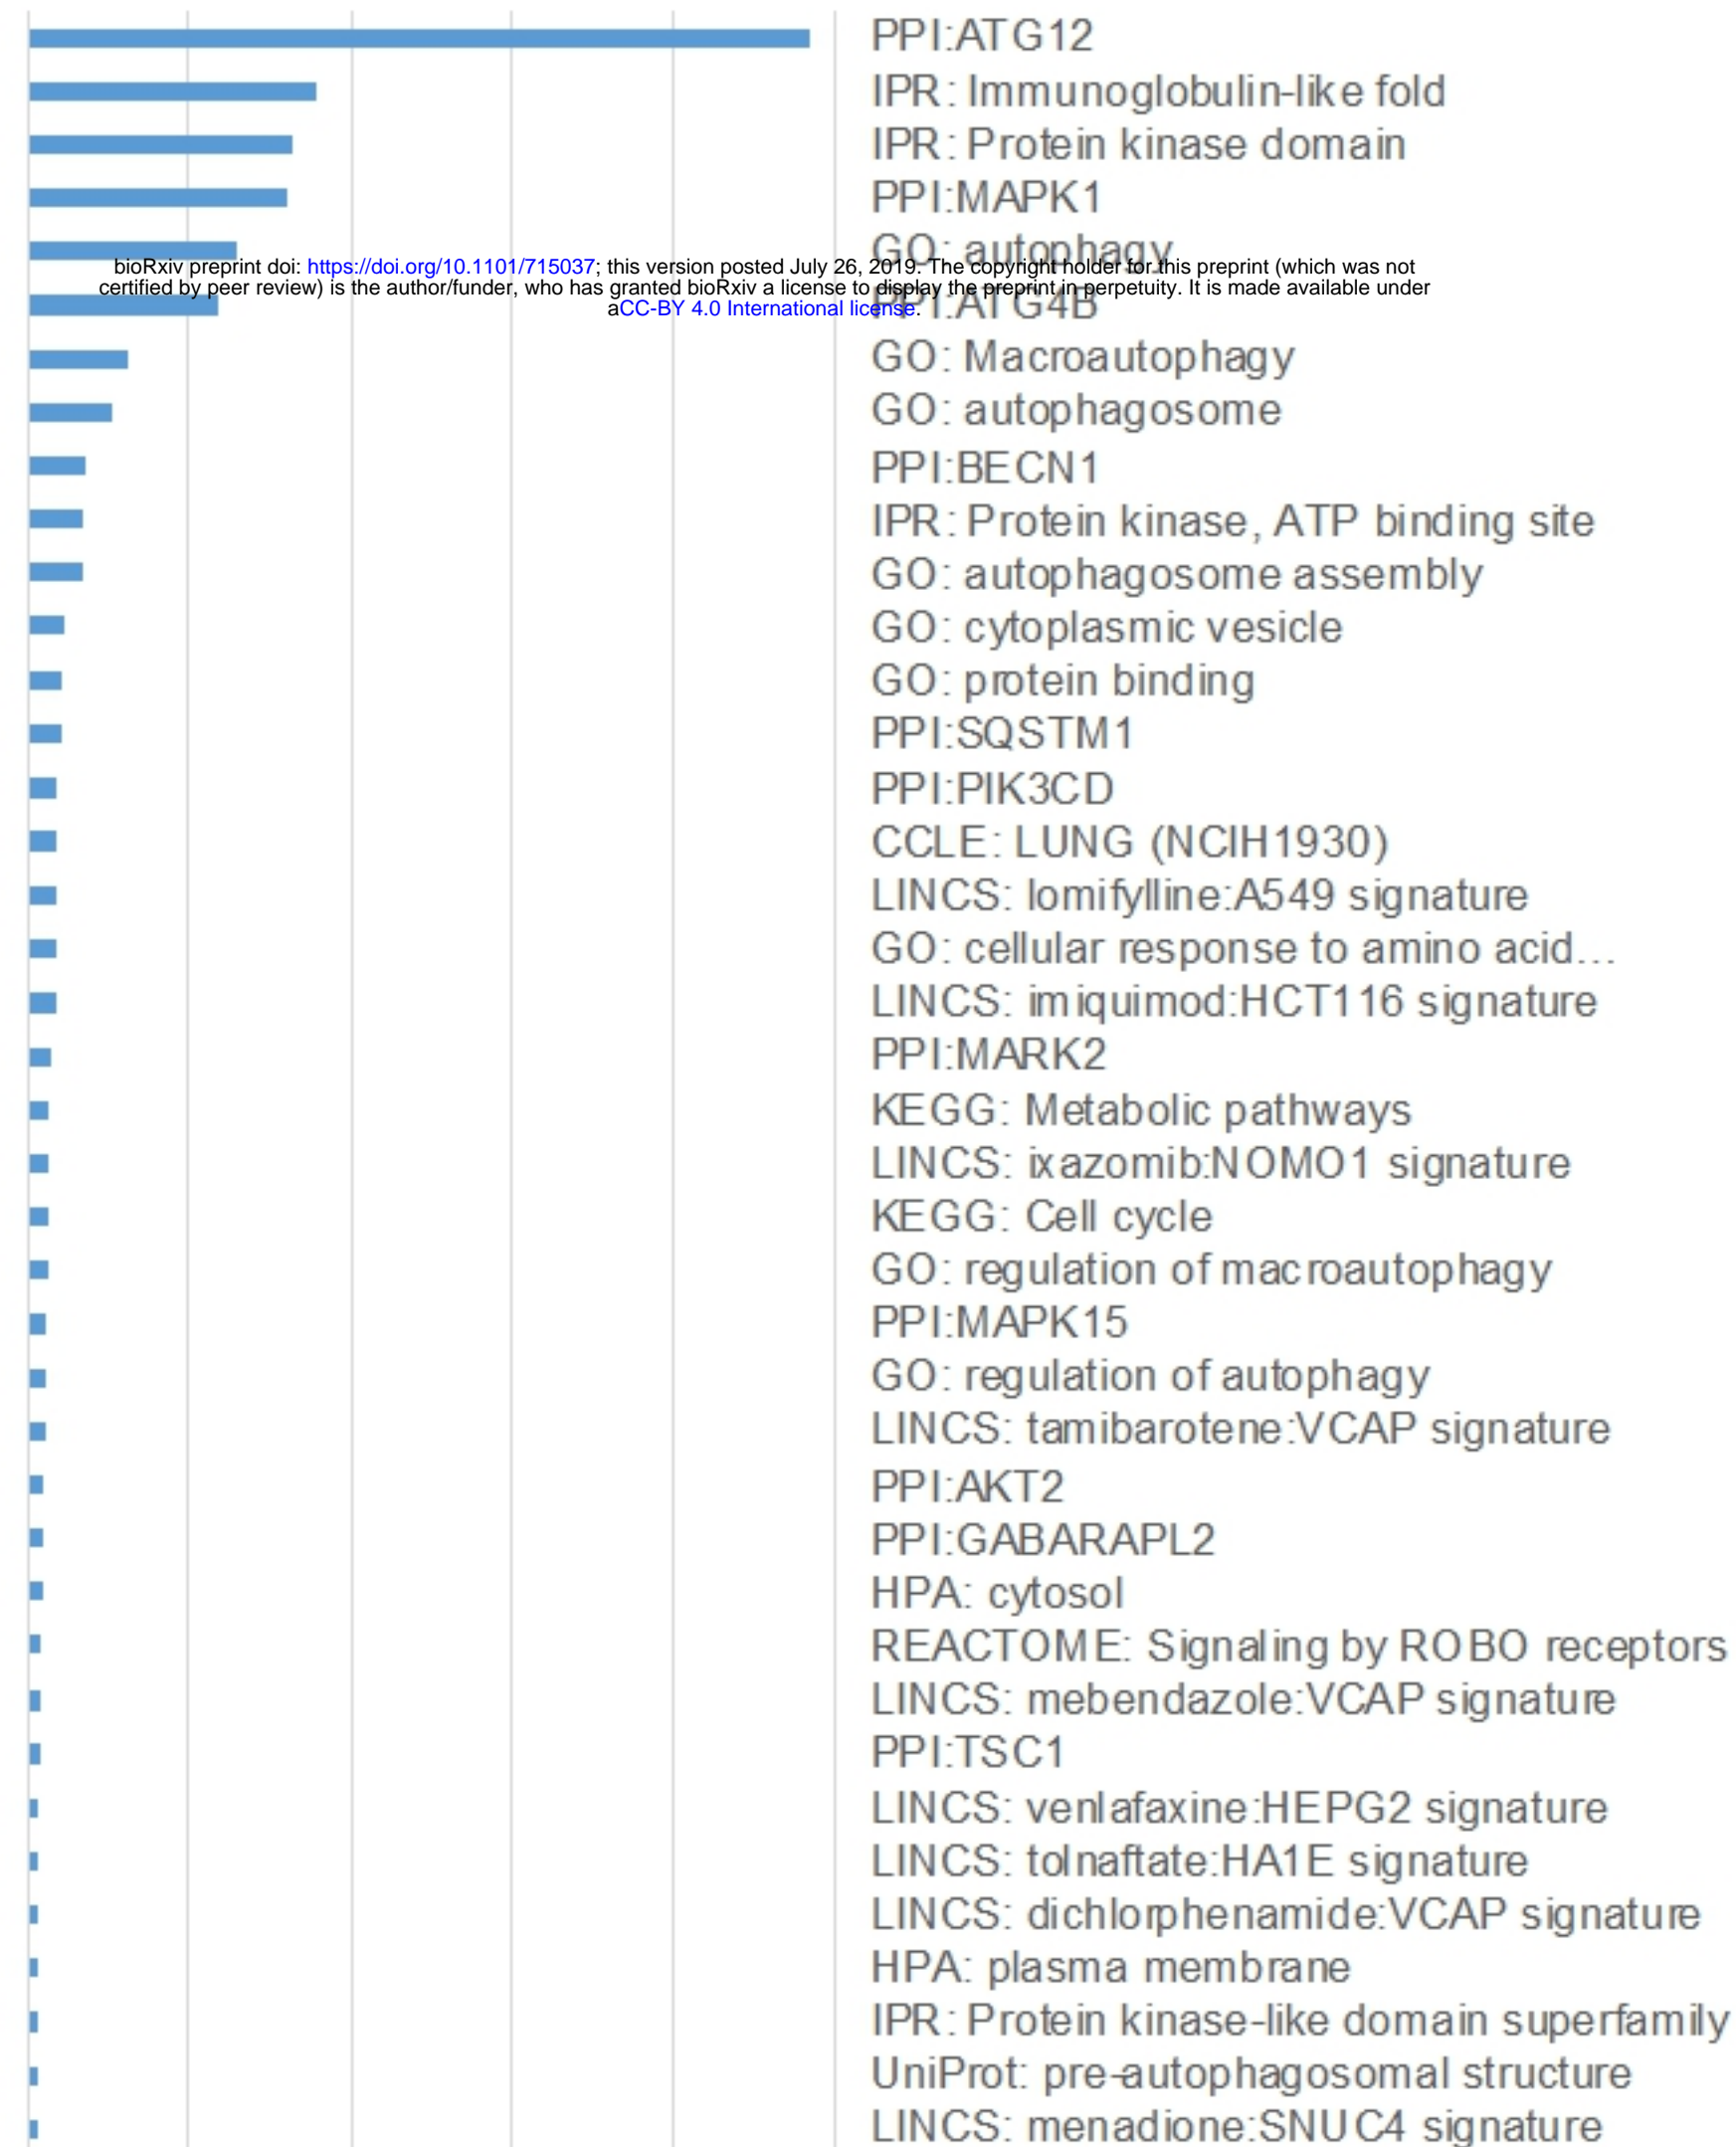 PPI:ATG12
IPR: Immunoglobulin-like fold
IPR: Protein kinase domain
PPI:MAPK1
GO: autophagy
bioRxiv preprint doi: https://doi.org/10.1101/715037; this version posted July 26, 2019. The copyright holder for this preprint (which was not
certified by peer review) is the author/funder, who has granted bioRxiv a license to display the preprint in perpetuity. It is made available under
aCC-BY 4.0 International license.
PPI:ATG4B
GO: Macroautophagy
GO: autophagosome
PPI:BECN1
IPR: Protein kinase, ATP binding site
GO: autophagosome assembly
GO: cytoplasmic vesicle
GO: protein binding
PPI:SQSTM1
PPI:PIK3CD
CCLE: LUNG (NCIH1930)
LINCS: lomifylline:A549 signature
GO: cellular response to amino acid...
LINCS: imiquimod:HCT116 signature
PPI:MARK2
KEGG: Metabolic pathways
LINCS: ixazomib:NOMO1 signature
KEGG: Cell cycle
GO: regulation of macroautophagy
PPI:MAPK15
GO: regulation of autophagy
LINCS: tamibarotene:VCAP signature
PPI:AKT2
PPI:GABARAPL2
HPA: cytosol
REACTOME: Signaling by ROBO receptors
LINCS: mebendazole:VCAP signature
PPI:TSC1
LINCS: venlafaxine:HEPG2 signature
LINCS: tolnaftate:HA1E signature
LINCS: dichlorphenamide:VCAP signature
HPA: plasma membrane
IPR: Protein kinase-like domain superfamily
UniProt: pre-autophagosomal structure
LINCS: menadione:SNUC4 signature